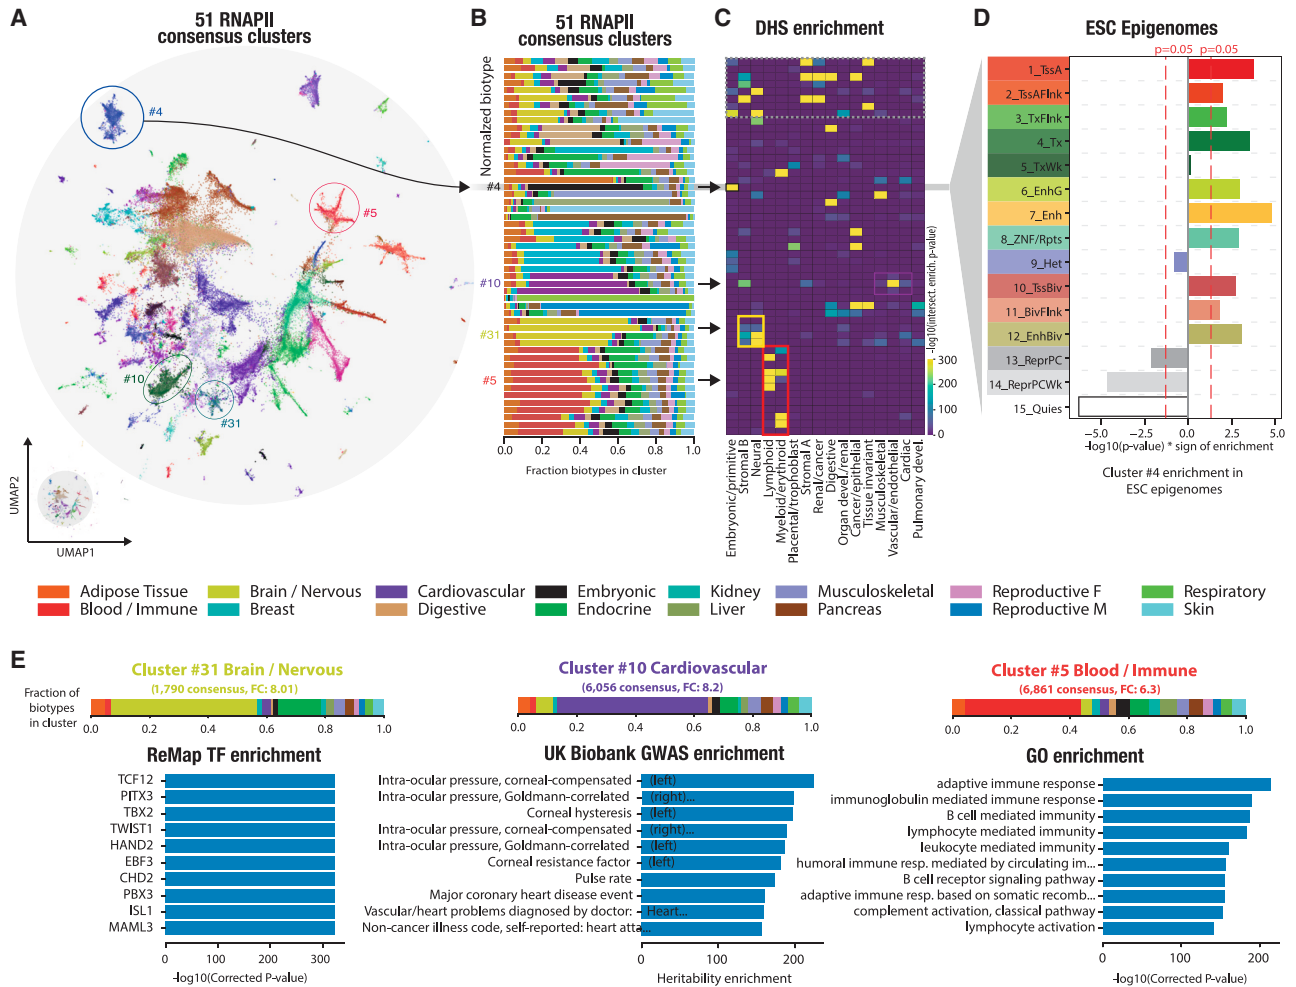 A
51 RNAPII
consensus clusters
#4
#5
#10
#31
UMAP2
UMAP1
B
51 RNAPII
consensus clusters
Normalzed biotype
#4
#10
#31
#5
0.0 0.2 0.4 0.6 0.8 1.0
Fraction biotypes in cluster
C
DHS enrichment
-log10(intersect. enrich. p-value)
300
200
100
0
Embryonic/primitive
Stromal B
Neural
Lymphoid
Myeloid/erythroid
Placental/trophoblast
Stromal A
Renal/cancer
Digestive
Organ devel./renal
Cancer/epithelial
Tissue invariant
Musculoskeletal
Vascular/endothelial
Cardiac
Pulmonary devel.
D
ESC Epigenomes
p=0.05 p=0.05
1_TssA
2_TssAFlnk
3_TxFlnk
4_Tx
5_TxWk
6_EnhG
7_Enh
8_ZNF/Rpts
9_Het
10_TssBiv
11_BivFlnk
12_EnhBiv
13_ReprPC
14_ReprPCWk
15_Quies
−5.0 −2.5 0.0 2.5 5.0
-log10(p-value) * sign of enrichment
Cluster #4 enrichment in
ESC epigenomes
Adipose Tissue Brain / Nervous Cardiovascular Embryonic Kidney Musculoskeletal Reproductive F Respiratory
Blood / Immune Breast Digestive Endocrine Liver Pancreas Reproductive M Skin
E
Cluster #31 Brain / Nervous
(1,790 consensus, FC: 8.01)
Fraction of
biotypes
in cluster
0.0 0.2 0.4 0.6 0.8 1.0
ReMap TF enrichment
TCF12
PITX3
TBX2
TWIST1
HAND2
EBF3
CHD2
PBX3
ISL1
MAML3
0 100 200 300
-log10(Corrected P-value)
Cluster #10 Cardiovascular
(6,056 consensus, FC: 8.2)
0.0 0.2 0.4 0.6 0.8 1.0
UK Biobank GWAS enrichment
Intra-ocular pressure, corneal-compensated (left)
Intra-ocular pressure, Goldmann-correlated (right)...
Corneal hysteresis (left)
Intra-ocular pressure, corneal-compensated (right)...
Intra-ocular pressure, Goldmann-correlated (left)
Corneal resistance factor (left)
Pulse rate
Major coronary heart disease event
Vascular/heart problems diagnosed by doctor: Heart...
Non-cancer illness code, self-reported: heart atta...
0 100 200
Heritability enrichment
Cluster #5 Blood / Immune
(6,861 consensus, FC: 6.3)
0.0 0.2 0.4 0.6 0.8 1.0
GO enrichment
adaptive immune response
immunoglobulin mediated immune response
B cell mediated immunity
lymphocyte mediated immunity
leukocyte mediated immunity
humoral immune resp. mediated by circulating im...
B cell receptor signaling pathway
adaptive immune resp. based on somatic recomb...
complement activation, classical pathway
lymphocyte activation
0 100 200
-log10(Corrected P-value)